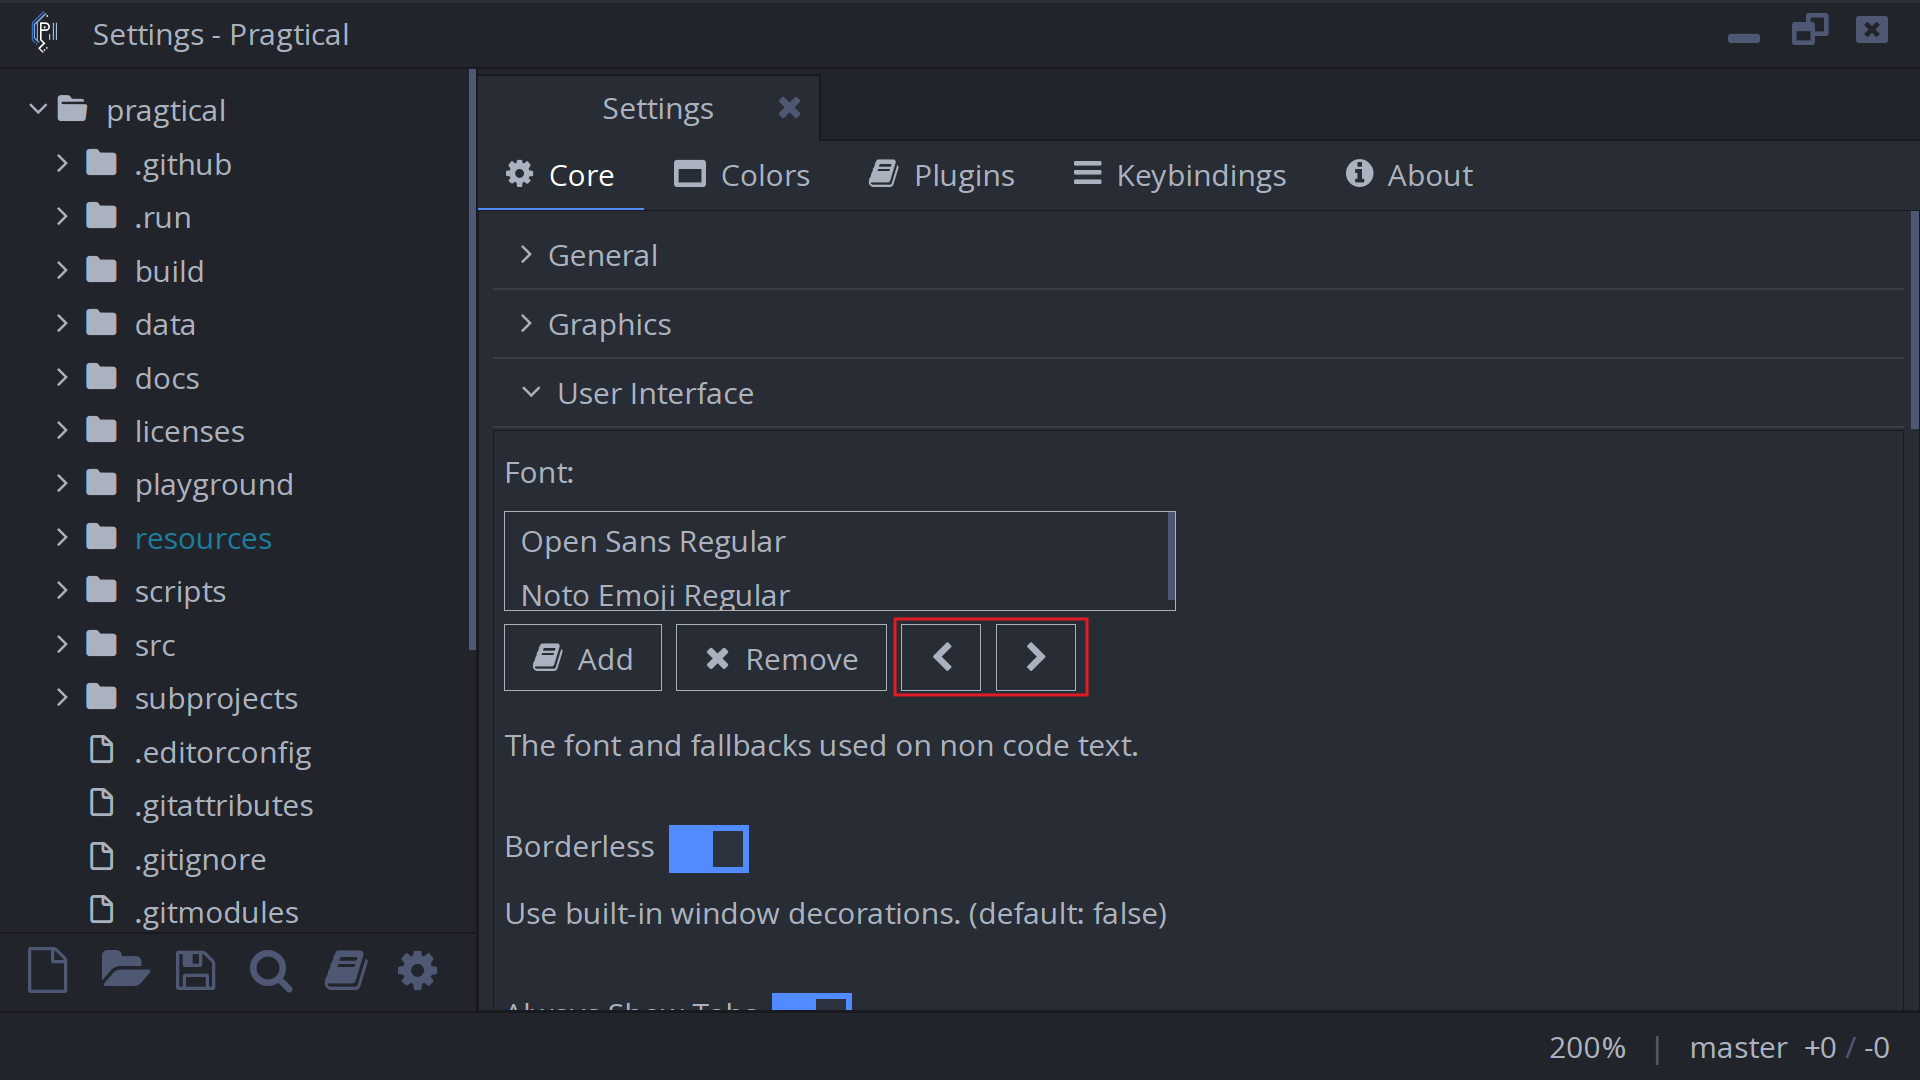 Settings - Pragtical
pragtical
.github
.run
build
data
docs
licenses
playground
resources
scripts
src
subprojects
.editorconfig
.gitattributes
.gitignore
.gitmodules
Settings
Core Colors Plugins Keybindings About
General
Graphics
User Interface
Font:
Open Sans Regular
Noto Emoji Regular
Add Remove
The font and fallbacks used on non code text.
Borderless
Use built-in window decorations. (default: false)
Always Show Tabs
200% | master +0 / -0